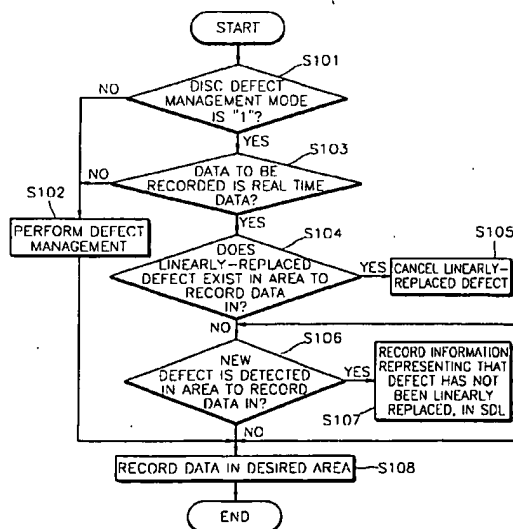 START
S101
DISC DEFECT
MANAGEMENT MODE
IS "1"?
NO
YES
S103
DATA TO BE
RECORDED IS REAL TIME
DATA?
NO
YES
S102
PERFORM DEFECT
MANAGEMENT
S104
DOES
LINEARLY-REPLACED
DEFECT EXIST IN AREA TO
RECORD DATA
IN?
YES
S105
CANCEL LINEARLY-
REPLACED DEFECT
NO
S106
NEW
DEFECT IS DETECTED
IN AREA TO RECORD
DATA IN?
YES
RECORD INFORMATION
REPRESENTING THAT
DEFECT HAS NOT
BEEN LINEARLY
REPLACED, IN SDL
S107
NO
RECORD DATA IN DESIRED AREA
S108
END